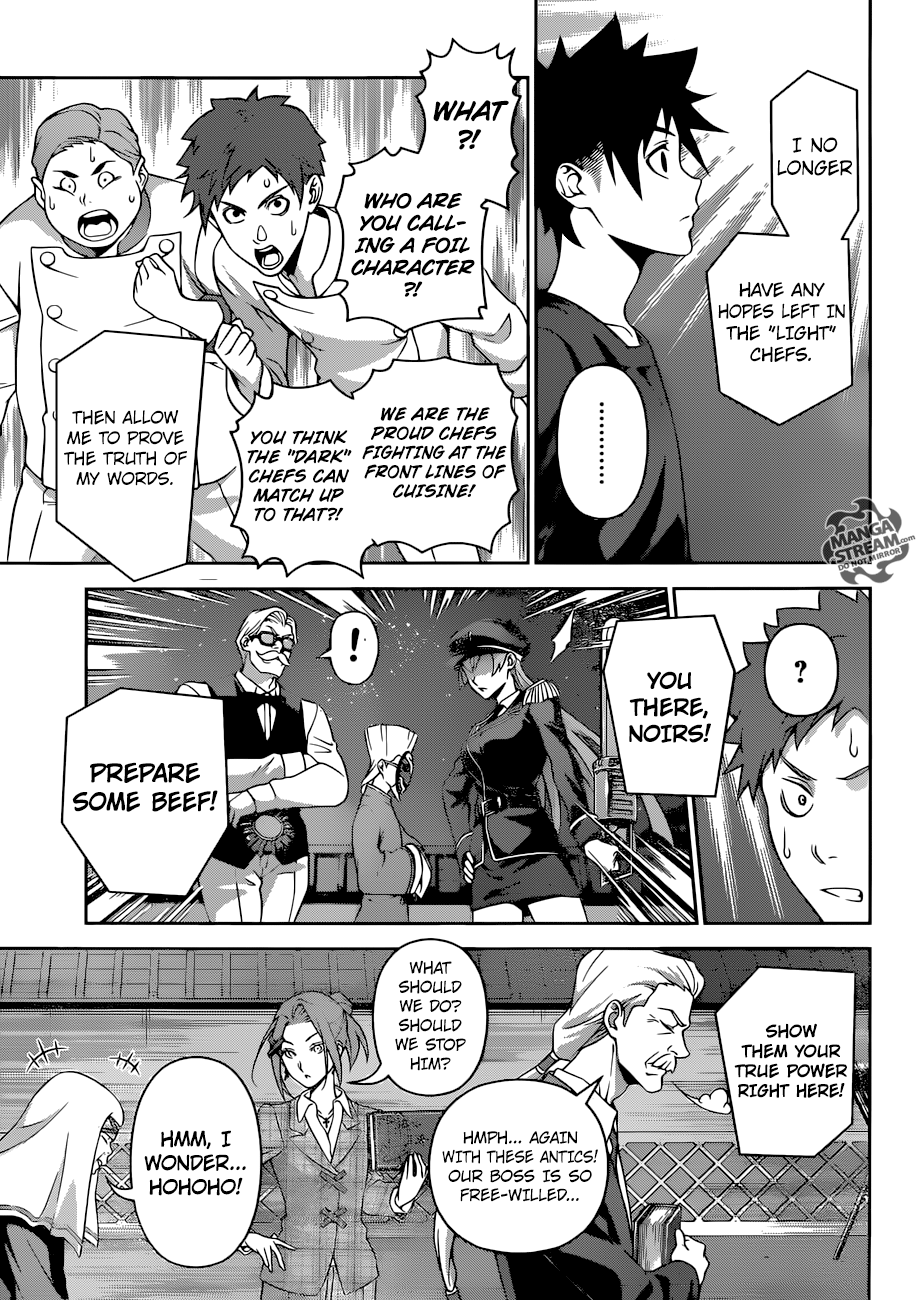 I NO
LONGER
HAVE ANY
HOPES LEFT IN
THE "LIGHT"
CHEFS.
..........
WHAT
?!
WHO ARE
YOU CALL-
ING A FOIL
CHARACTER
?!
WE ARE THE
PROUD CHEFS
FIGHTING AT THE
FRONT LINES OF
CUISINE!
YOU THINK
THE "DARK"
CHEFS CAN
MATCH UP
TO THAT?!
THEN ALLOW
ME TO PROVE
THE TRUTH OF
MY WORDS.
MANGA
STREAM.com
DO NOT MIRROR
?
YOU
THERE,
NOIRS!
!
PREPARE
SOME BEEF!
SHOW
THEM YOUR
TRUE POWER
RIGHT HERE!
WHAT
SHOULD
WE DO?
SHOULD
WE STOP
HIM?
HMPH... AGAIN
WITH THESE ANTICS!
OUR BOSS IS SO
FREE-WILLED...
HMM, I
WONDER...
HOHOHO!